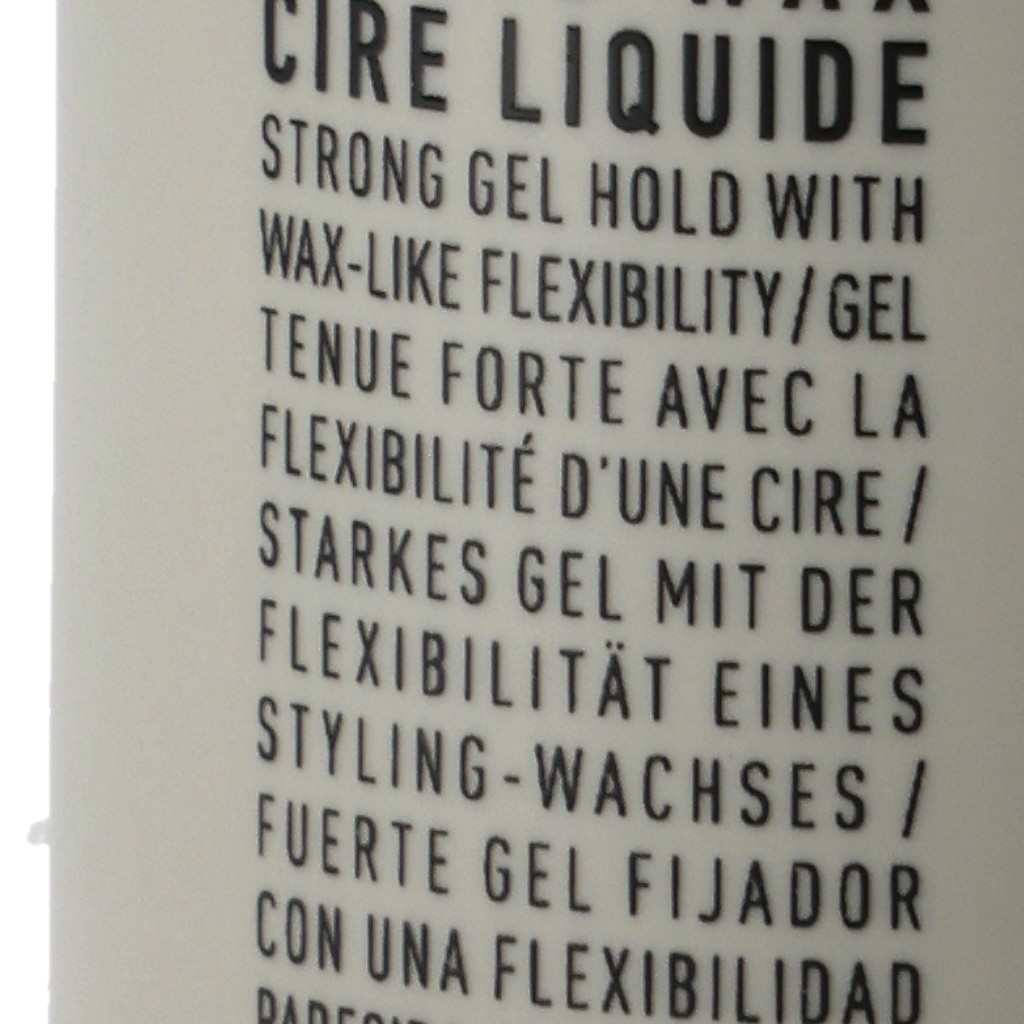 WAX
CIRE LIQUIDE
STRONG GEL HOLD WITH
WAX-LIKE FLEXIBILITY/GEL
TENUE FORTE AVEC LA
FLEXIBILITÉ D'UNE CIRE /
STARKES GEL MIT DER
FLEXIBILITÄT EINES
STYLING-WACHSES /
FUERTE GEL FIJADOR
CON UNA FLEXIBILIDAD